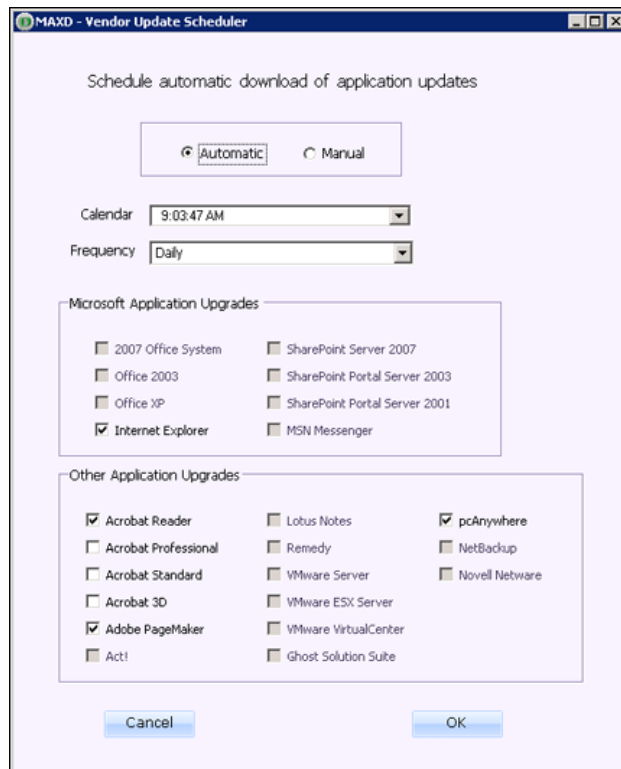 MAXD - Vendor Update Scheduler
Schedule automatic download of application updates
Automatic Manual
Calendar 9:03:47 AM
Frequency Daily
Microsoft Application Upgrades
2007 Office System SharePoint Server 2007
Office 2003 SharePoint Portal Server 2003
Office XP SharePoint Portal Server 2001
Internet Explorer MSN Messenger
Other Application Upgrades
Acrobat Reader Lotus Notes pcAnywhere
Acrobat Professional Remedy NetBackup
Acrobat Standard VMware Server Novell Netware
Acrobat 3D VMware ESX Server
Adobe PageMaker VMware VirtualCenter
Act! Ghost Solution Suite
Cancel OK